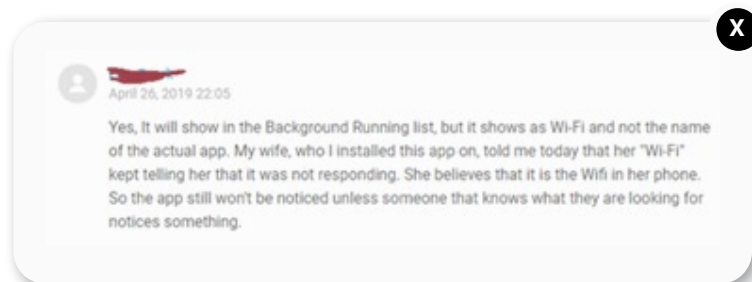 X
April 26, 2019 22:05
Yes, It will show in the Background Running list, but it shows as Wi-Fi and not the name
of the actual app. My wife, who I installed this app on, told me today that her "Wi-Fi"
kept telling her that it was not responding. She believes that it is the Wifi in her phone.
So the app still won't be noticed unless someone that knows what they are looking for
notices something.